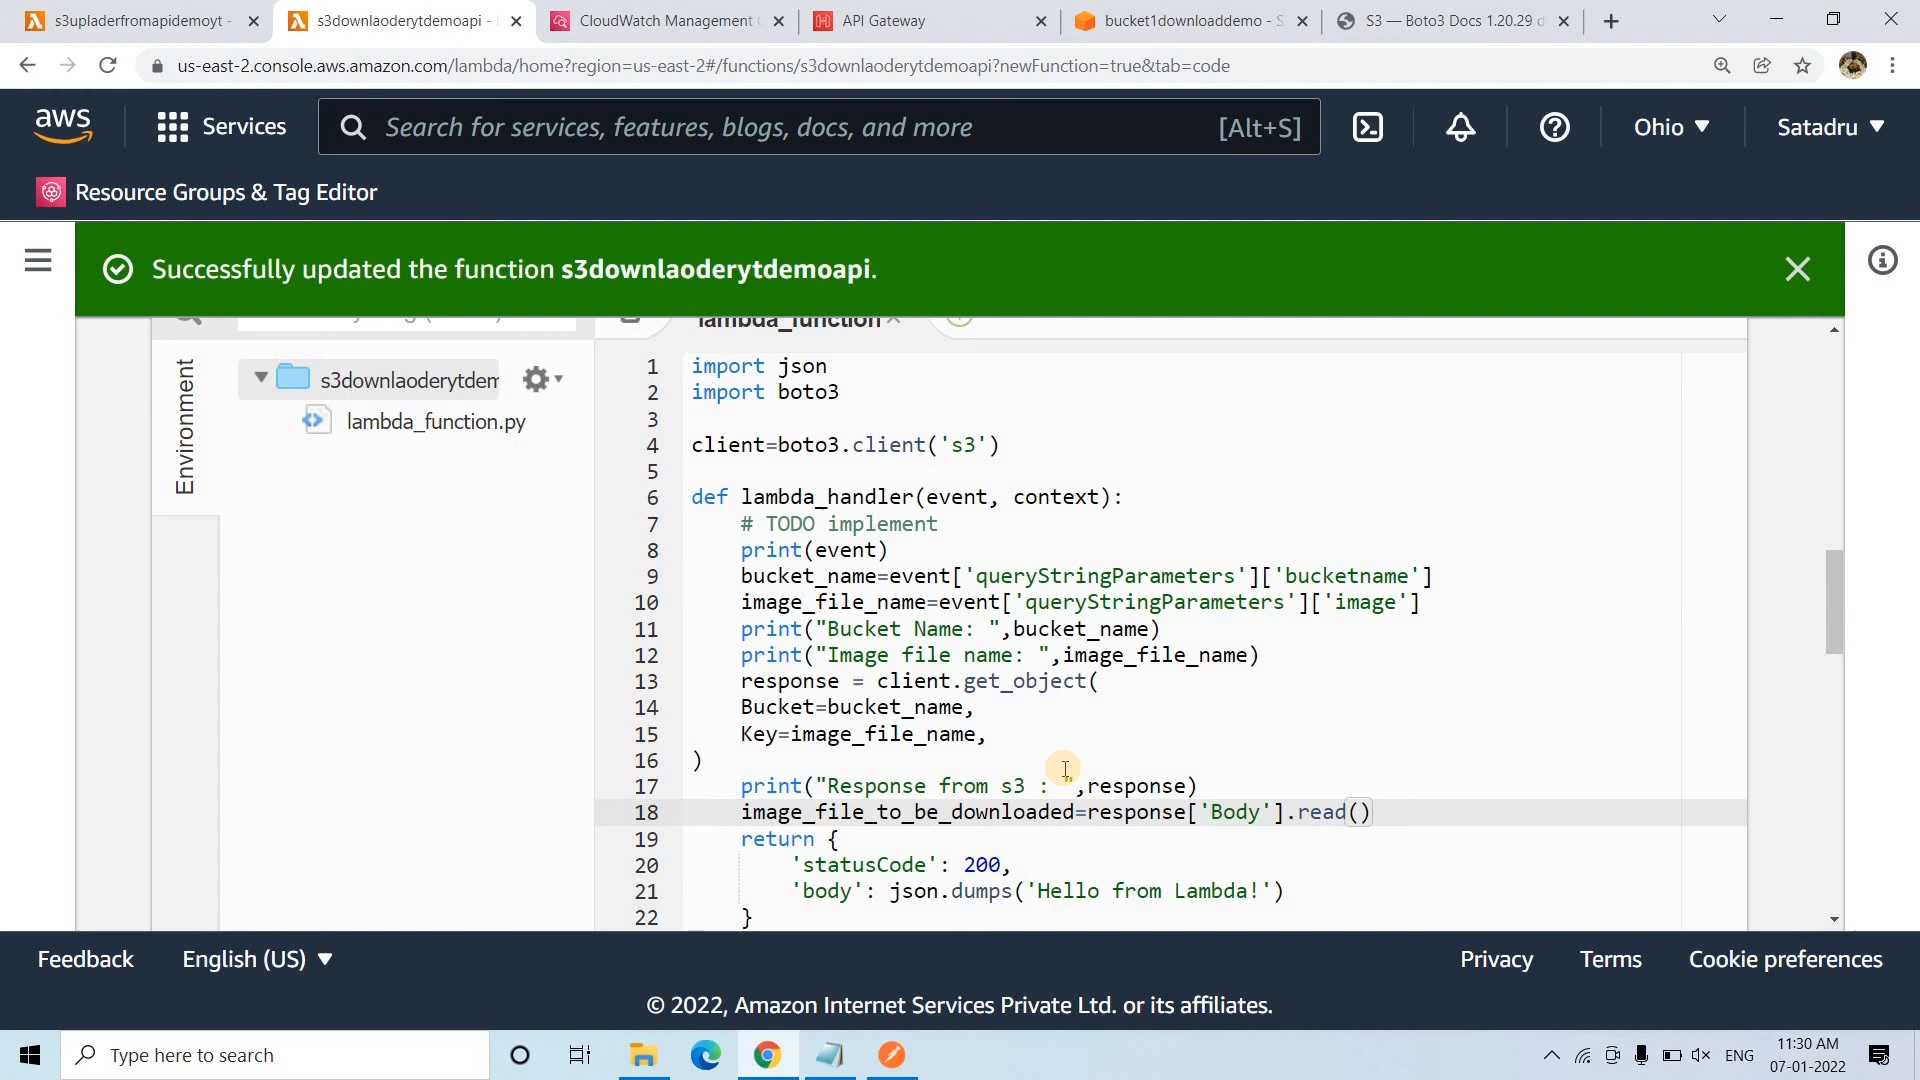 s3upladerfromapidemoyt -
s3downlaoderytdemoapi -
CloudWatch Management
API Gateway
bucket1downloaddemo -
S3 — Boto3 Docs 1.20.29
us-east-2.console.aws.amazon.com/lambda/home?region=us-east-2#/functions/s3downlaoderytdemoapi?newFunction=true&tab=code
aws
Services
Search for services, features, blogs, docs, and more
[Alt+S]
Ohio
Satadru
Resource Groups & Tag Editor
Successfully updated the function s3downlaoderytdemoapi.
lambda_function
Environment
s3downlaoderytdem
lambda_function.py
1 import json
2 import boto3
3
4 client=boto3.client('s3')
5
6 def lambda_handler(event, context):
7 # TODO implement
8 print(event)
9 bucket_name=event['queryStringParameters']['bucketname']
10 image_file_name=event['queryStringParameters']['image']
11 print("Bucket Name: ",bucket_name)
12 print("Image file name: ",image_file_name)
13 response = client.get_object(
14 Bucket=bucket_name,
15 Key=image_file_name,
16 )
17 print("Response from s3 : ",response)
18 image_file_to_be_downloaded=response['Body'].read()
19 return {
20 'statusCode': 200,
21 'body': json.dumps('Hello from Lambda!')
22 }
Feedback
English (US)
Privacy
Terms
Cookie preferences
© 2022, Amazon Internet Services Private Ltd. or its affiliates.
Type here to search
ENG
11:30 AM
07-01-2022